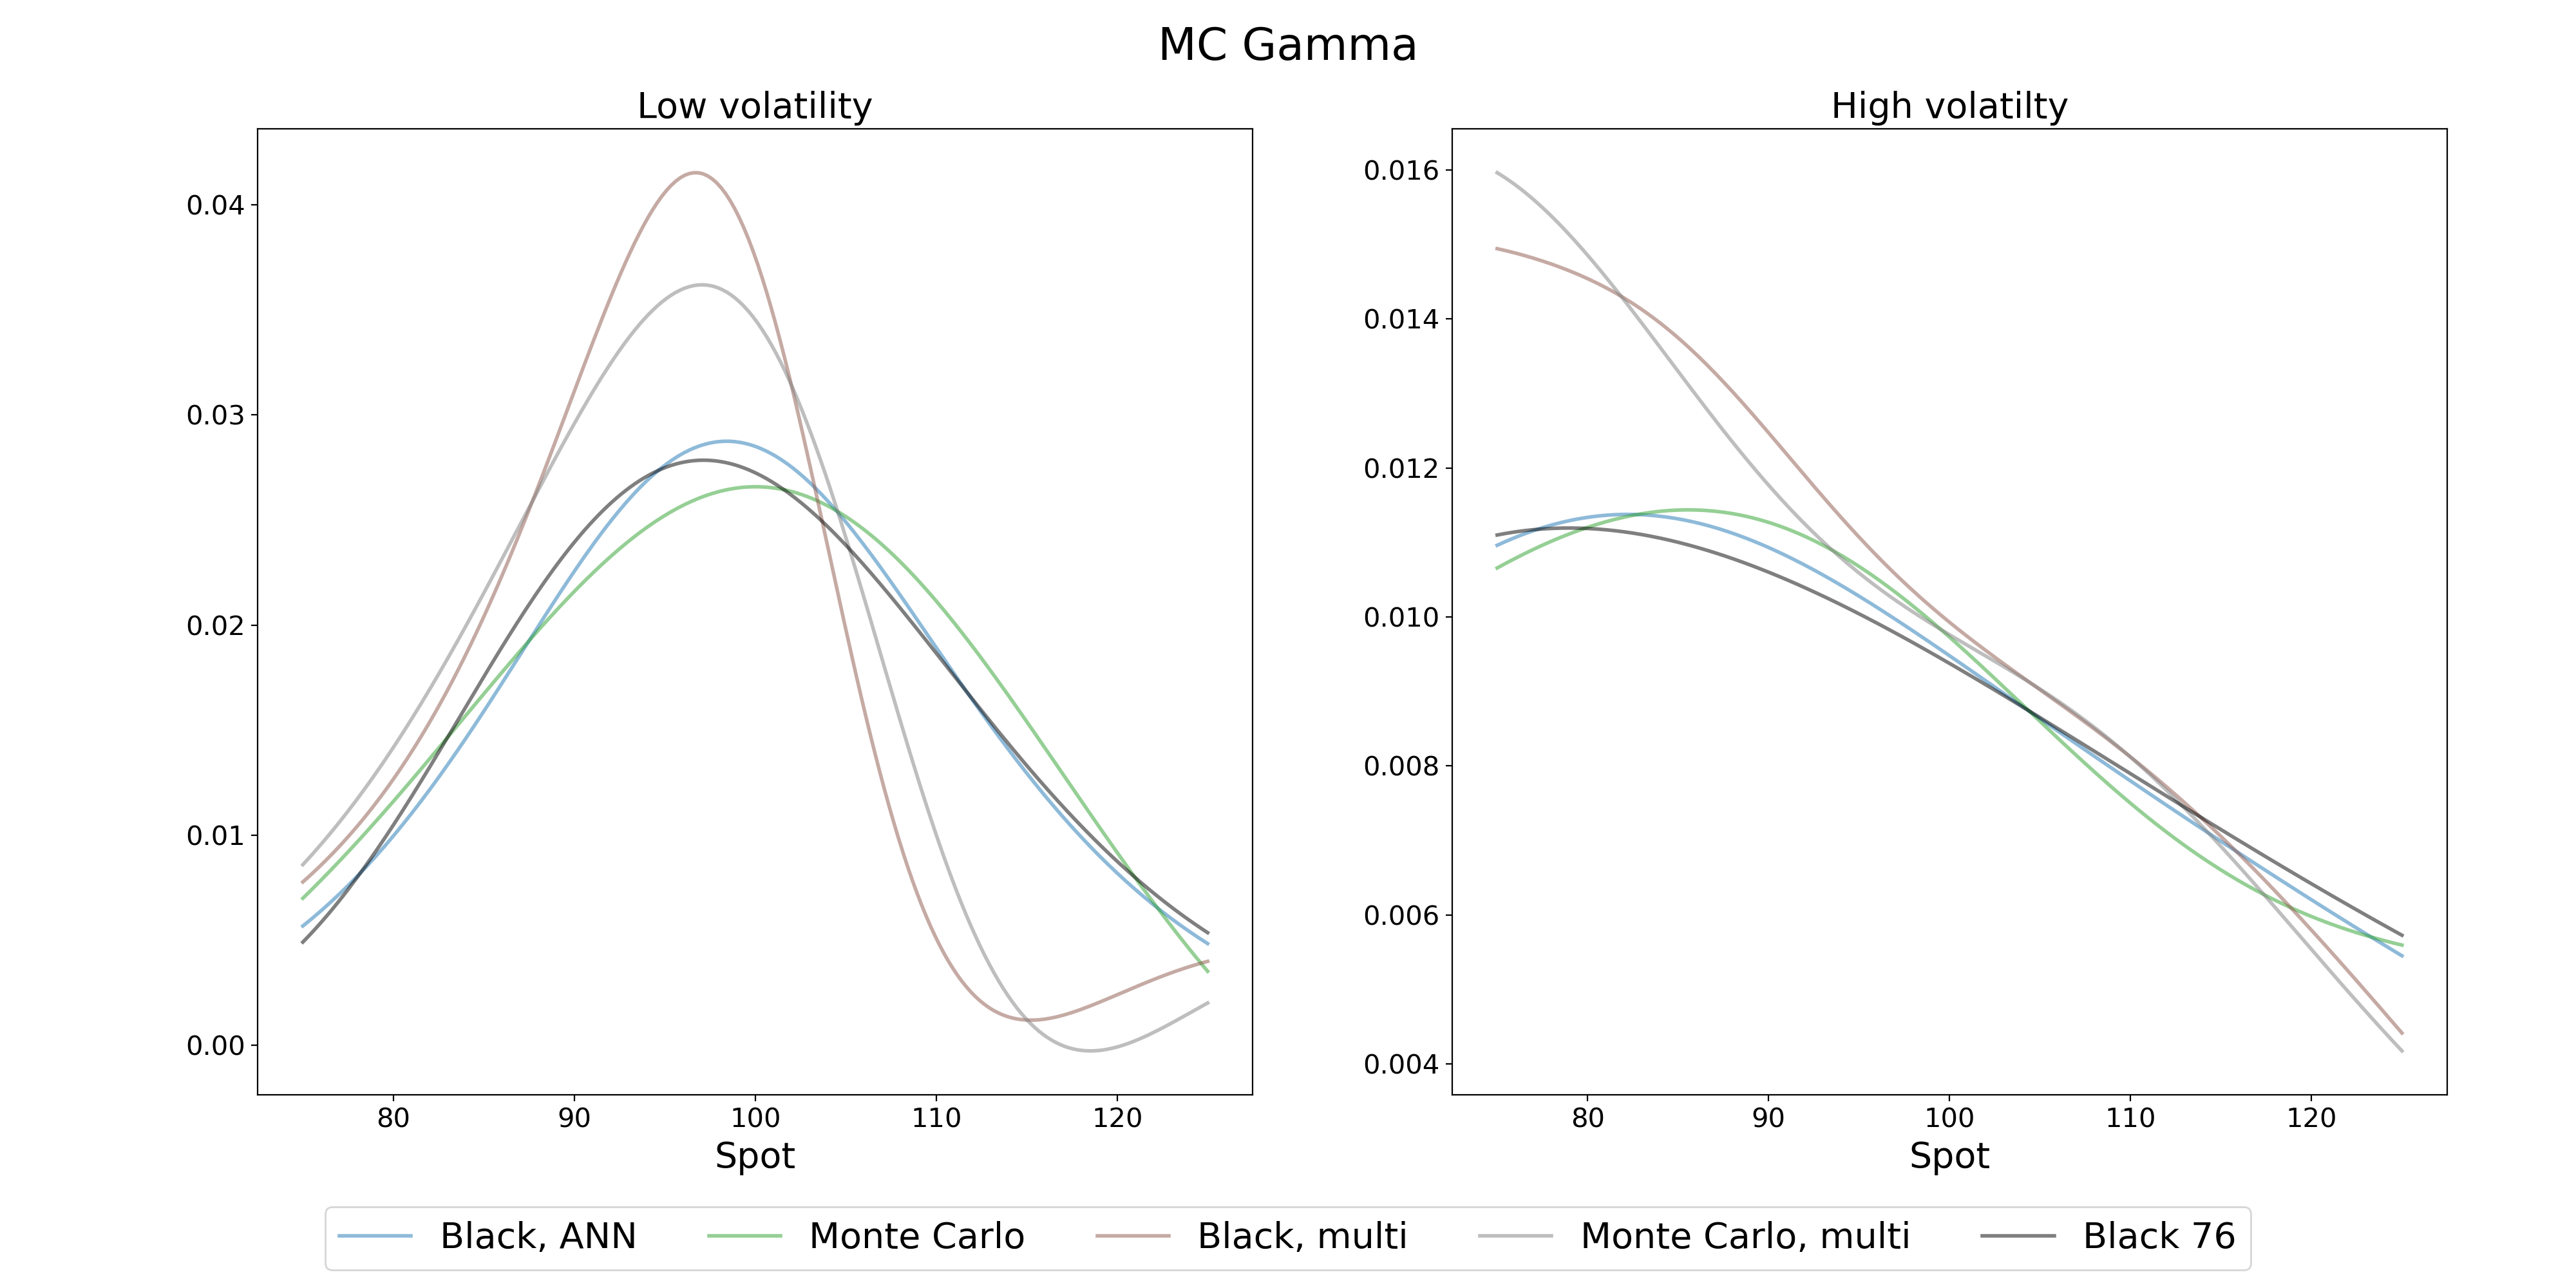 MC Gamma
Low volatility
High volatilty
0.04
0.03
0.02
0.01
0.00
80 90 100 110 120
Spot
0.016
0.014
0.012
0.010
0.008
0.006
0.004
80 90 100 110 120
Spot
Black, ANN Monte Carlo Black, multi Monte Carlo, multi Black 76